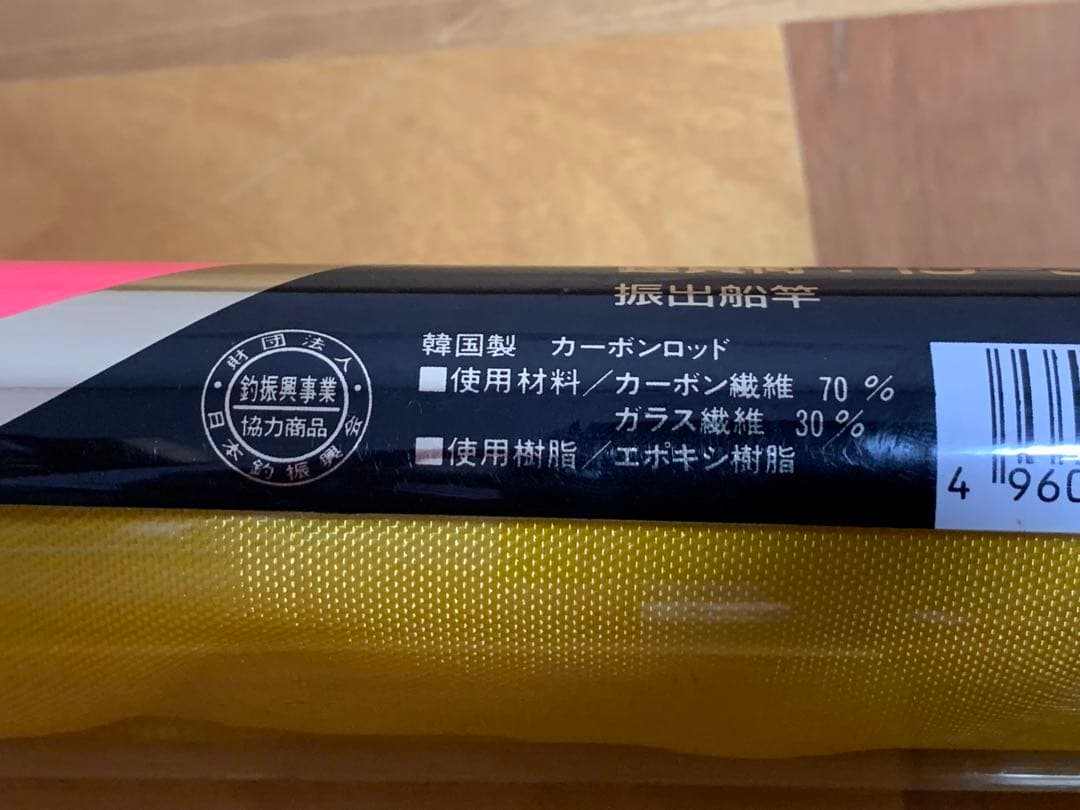 振出船竿
韓国製 カーボンロッド
■使用材料／カーボン繊維 70%
ガラス繊維 30%
■使用樹脂／エポキシ樹脂
財団法人・日本釣振興会・
釣振興事業
協力商品
4 960